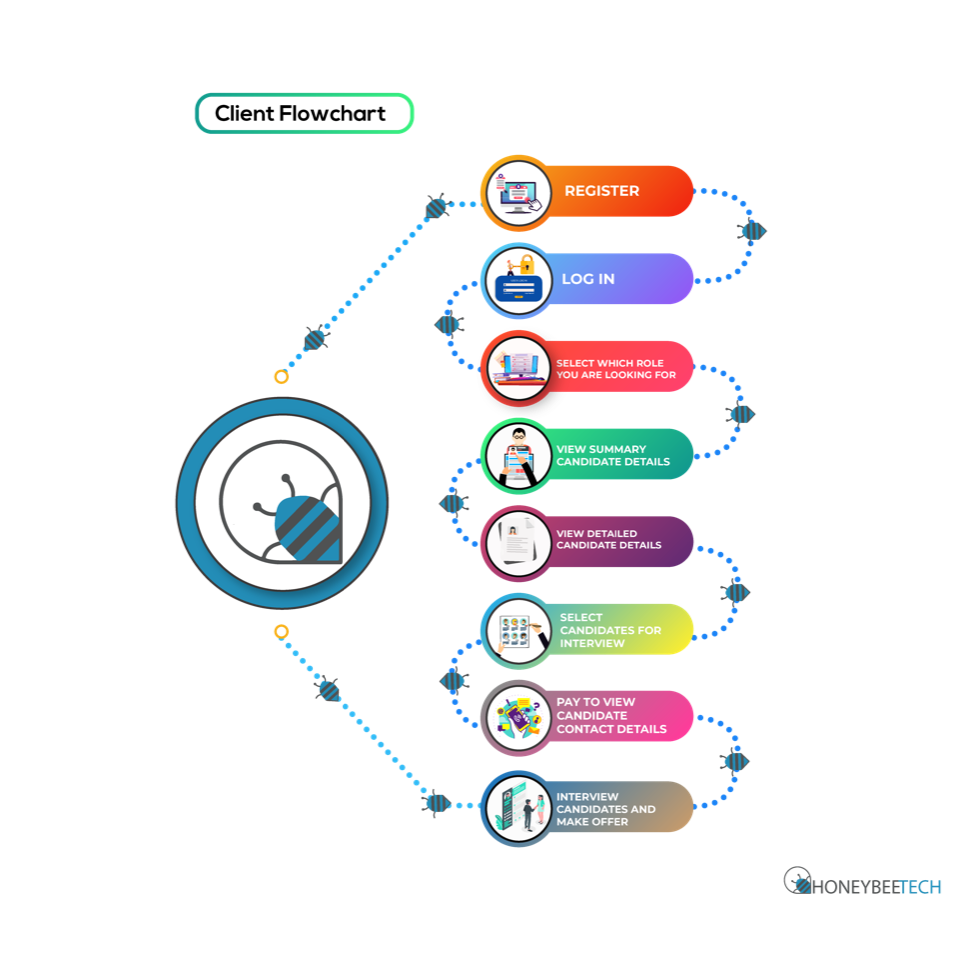 Client Flowchart
REGISTER
LOG IN
SELECT WHICH ROLE
YOU ARE LOOKING FOR
VIEW SUMMARY
CANDIDATE DETAILS
VIEW DETAILED
CANDIDATE DETAILS
SELECT
CANDIDATES FOR
INTERVIEW
PAY TO VIEW
CANDIDATE
CONTACT DETAILS
INTERVIEW
CANDIDATES AND
MAKE OFFER
HONEYBEETECH